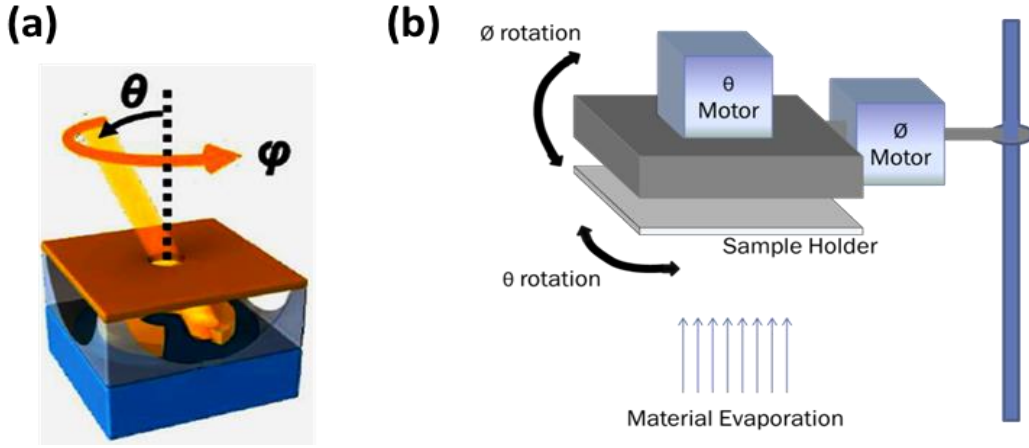 (a)
θ
φ
(b)
Ø rotation
θ
Motor
Ø
Motor
Sample Holder
θ rotation
Material Evaporation